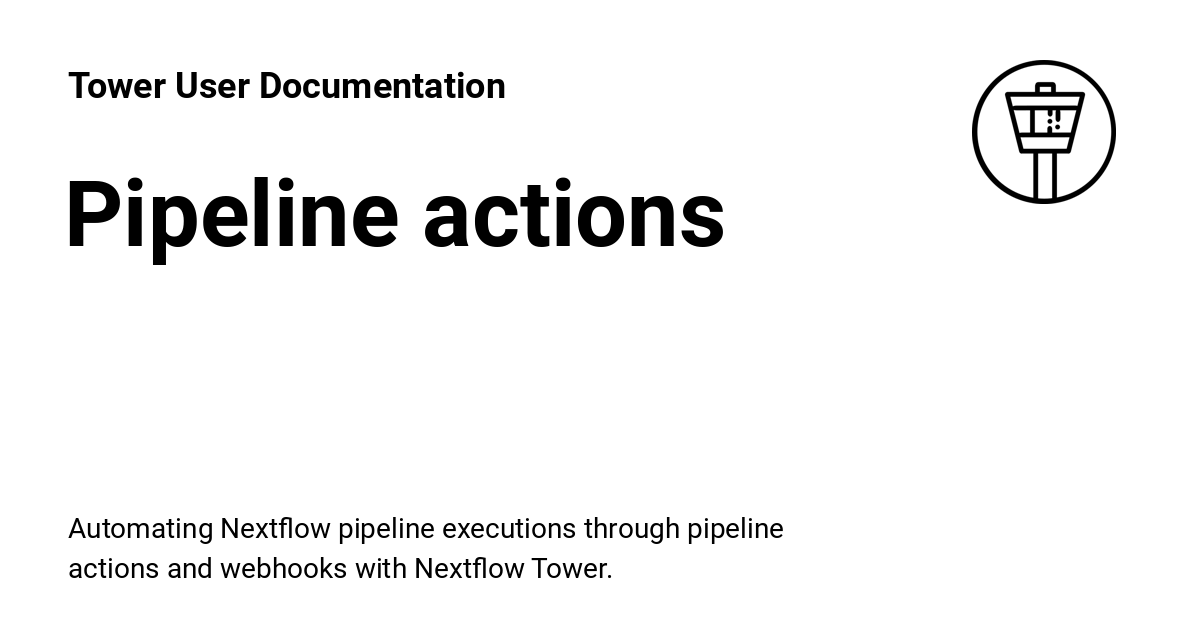 Tower User Documentation
Pipeline actions
Automating Nextflow pipeline executions through pipeline
actions and webhooks with Nextflow Tower.